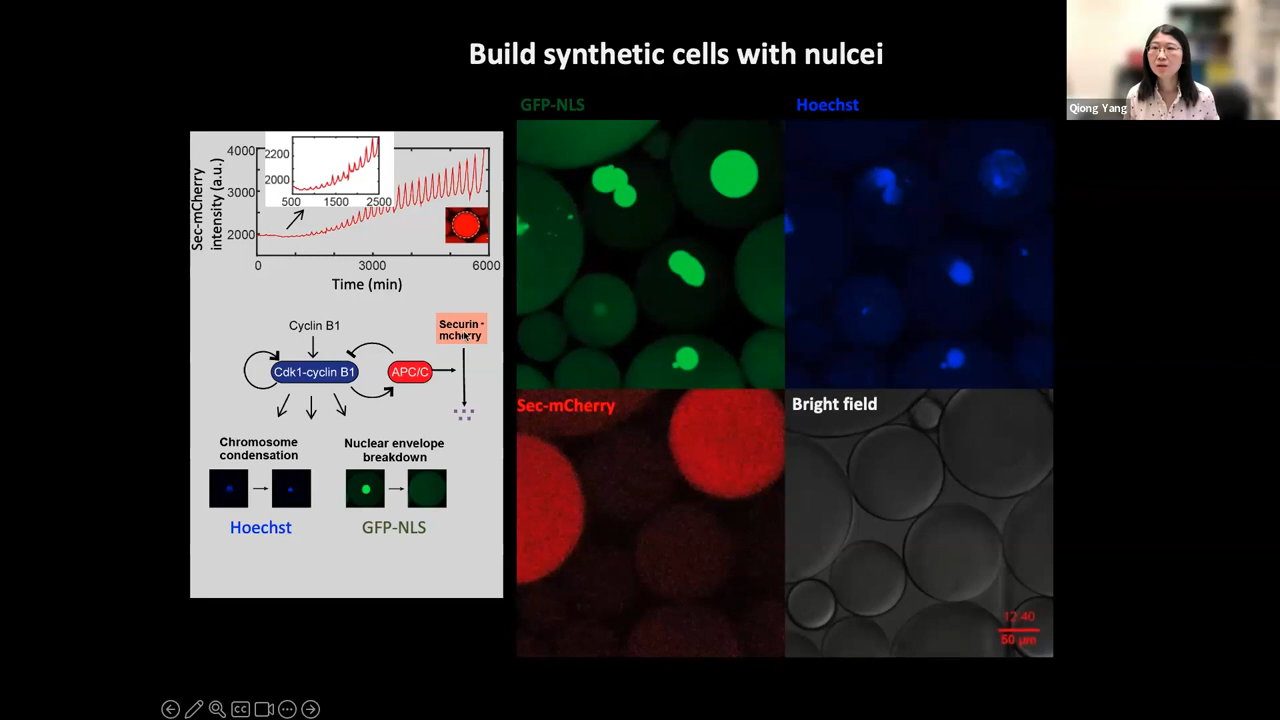 Build synthetic cells with nulcei
Qiong Yang
GFP-NLS
Hoechst
4000
3000
2000
Sec-mCherry
intensity (a.u.)
2200
2000
500 1500 2500
0 3000 6000
Time (min)
Cyclin B1
Securin -
mcherry
Cdk1-cyclin B1
APC/C
Chromosome
condensation
Nuclear envelope
breakdown
Hoechst
GFP-NLS
Sec-mCherry
Bright field
12:40
50 µm
CC